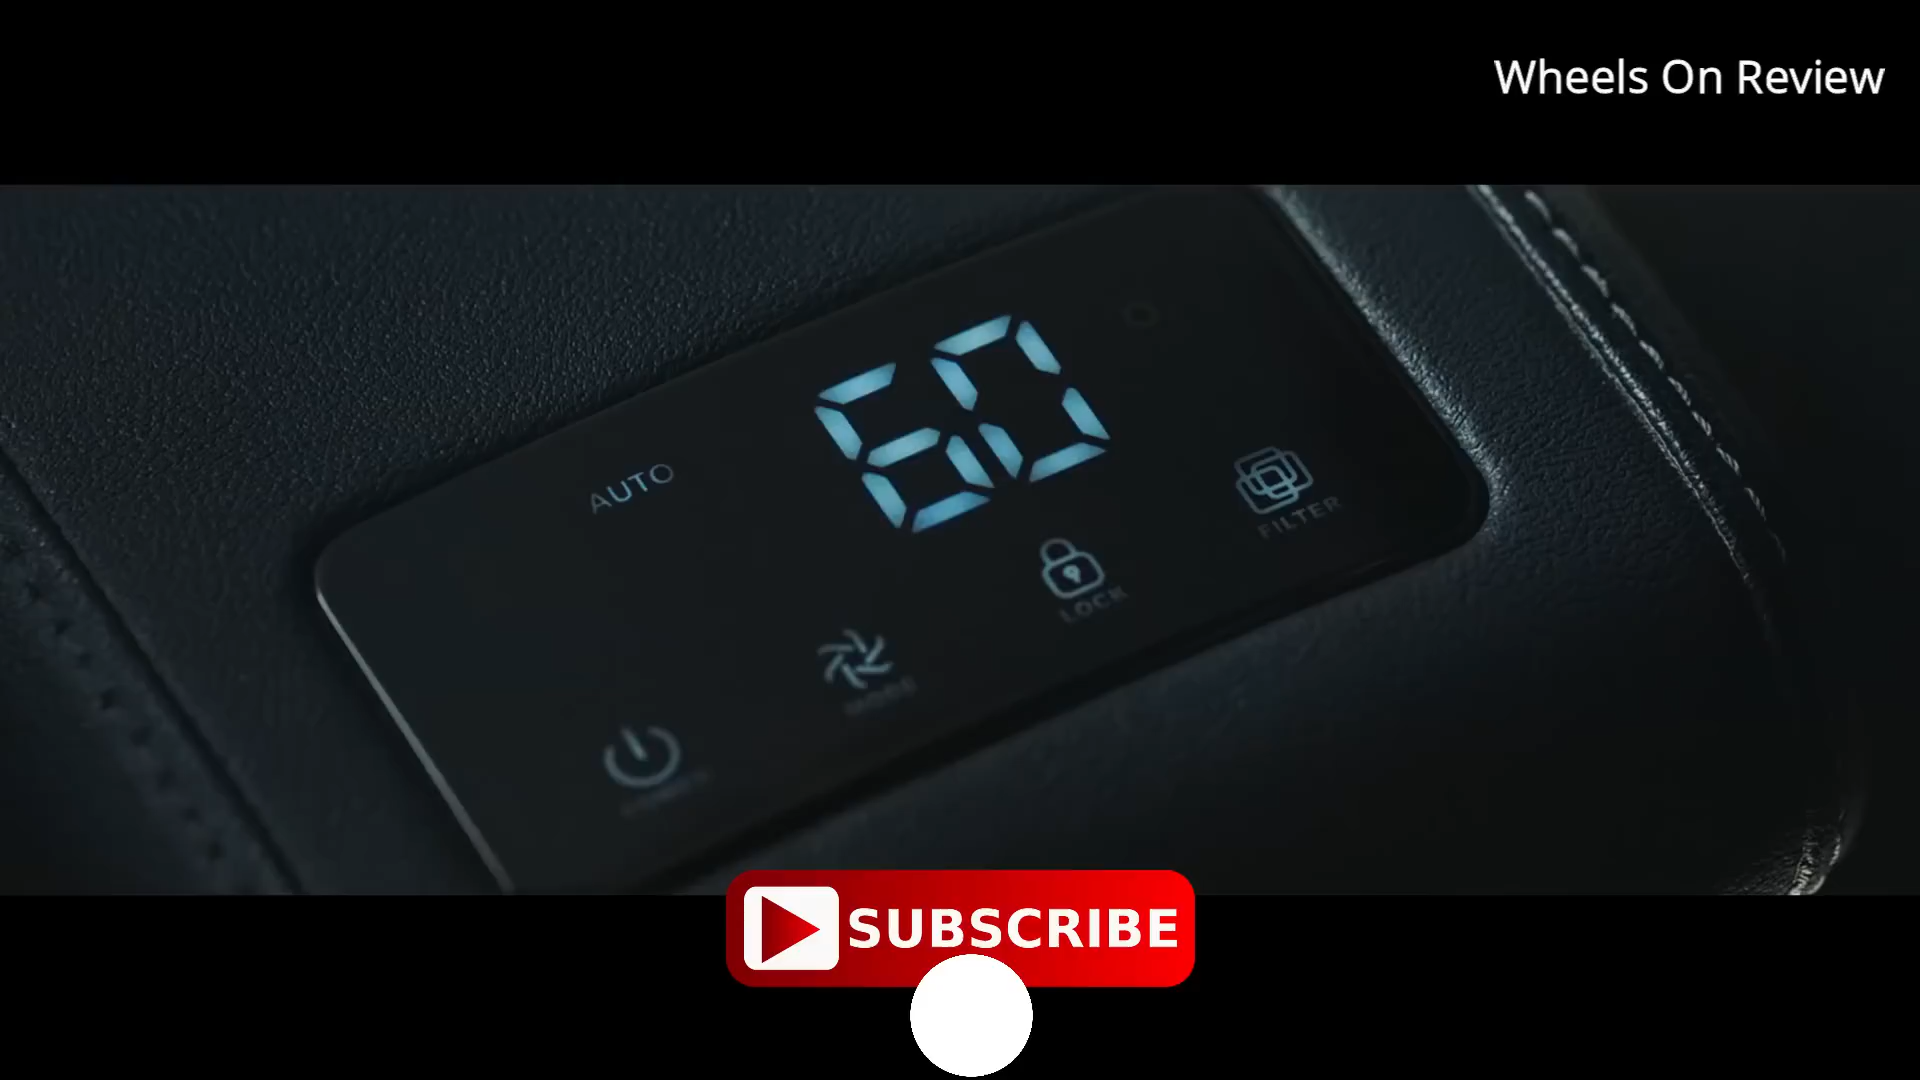 Wheels On Review
60
AUTO
FILTER
LOCK
SUBSCRIBE